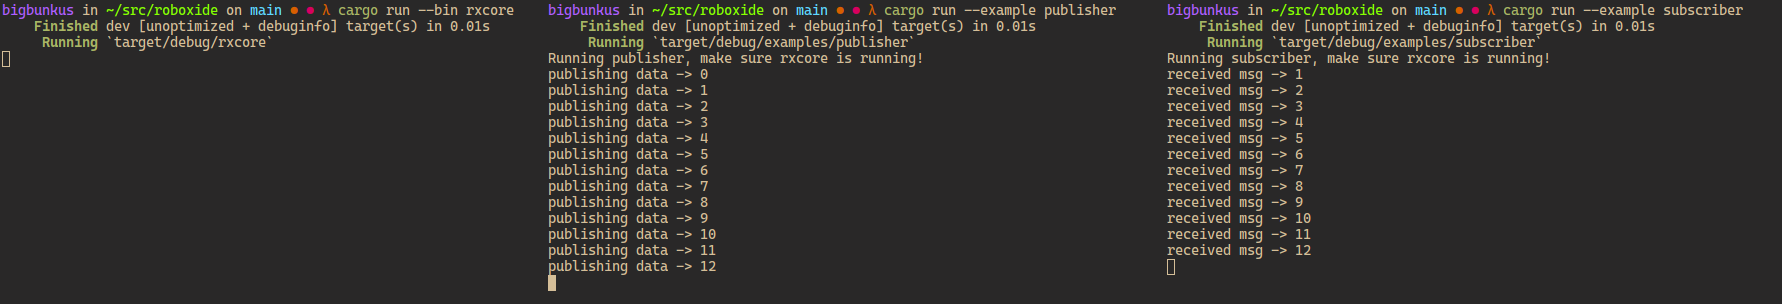 bigbunkus in ~/src/roboxide on main ● ● λ cargo run --bin rxcore
Finished dev [unoptimized + debuginfo] target(s) in 0.01s
Running `target/debug/rxcore`
bigbunkus in ~/src/roboxide on main ● ● λ cargo run --example publisher
Finished dev [unoptimized + debuginfo] target(s) in 0.01s
Running `target/debug/examples/publisher`
Running publisher, make sure rxcore is running!
publishing data -> 0
publishing data -> 1
publishing data -> 2
publishing data -> 3
publishing data -> 4
publishing data -> 5
publishing data -> 6
publishing data -> 7
publishing data -> 8
publishing data -> 9
publishing data -> 10
publishing data -> 11
publishing data -> 12
bigbunkus in ~/src/roboxide on main ● ● λ cargo run --example subscriber
Finished dev [unoptimized + debuginfo] target(s) in 0.01s
Running `target/debug/examples/subscriber`
Running subscriber, make sure rxcore is running!
received msg -> 1
received msg -> 2
received msg -> 3
received msg -> 4
received msg -> 5
received msg -> 6
received msg -> 7
received msg -> 8
received msg -> 9
received msg -> 10
received msg -> 11
received msg -> 12